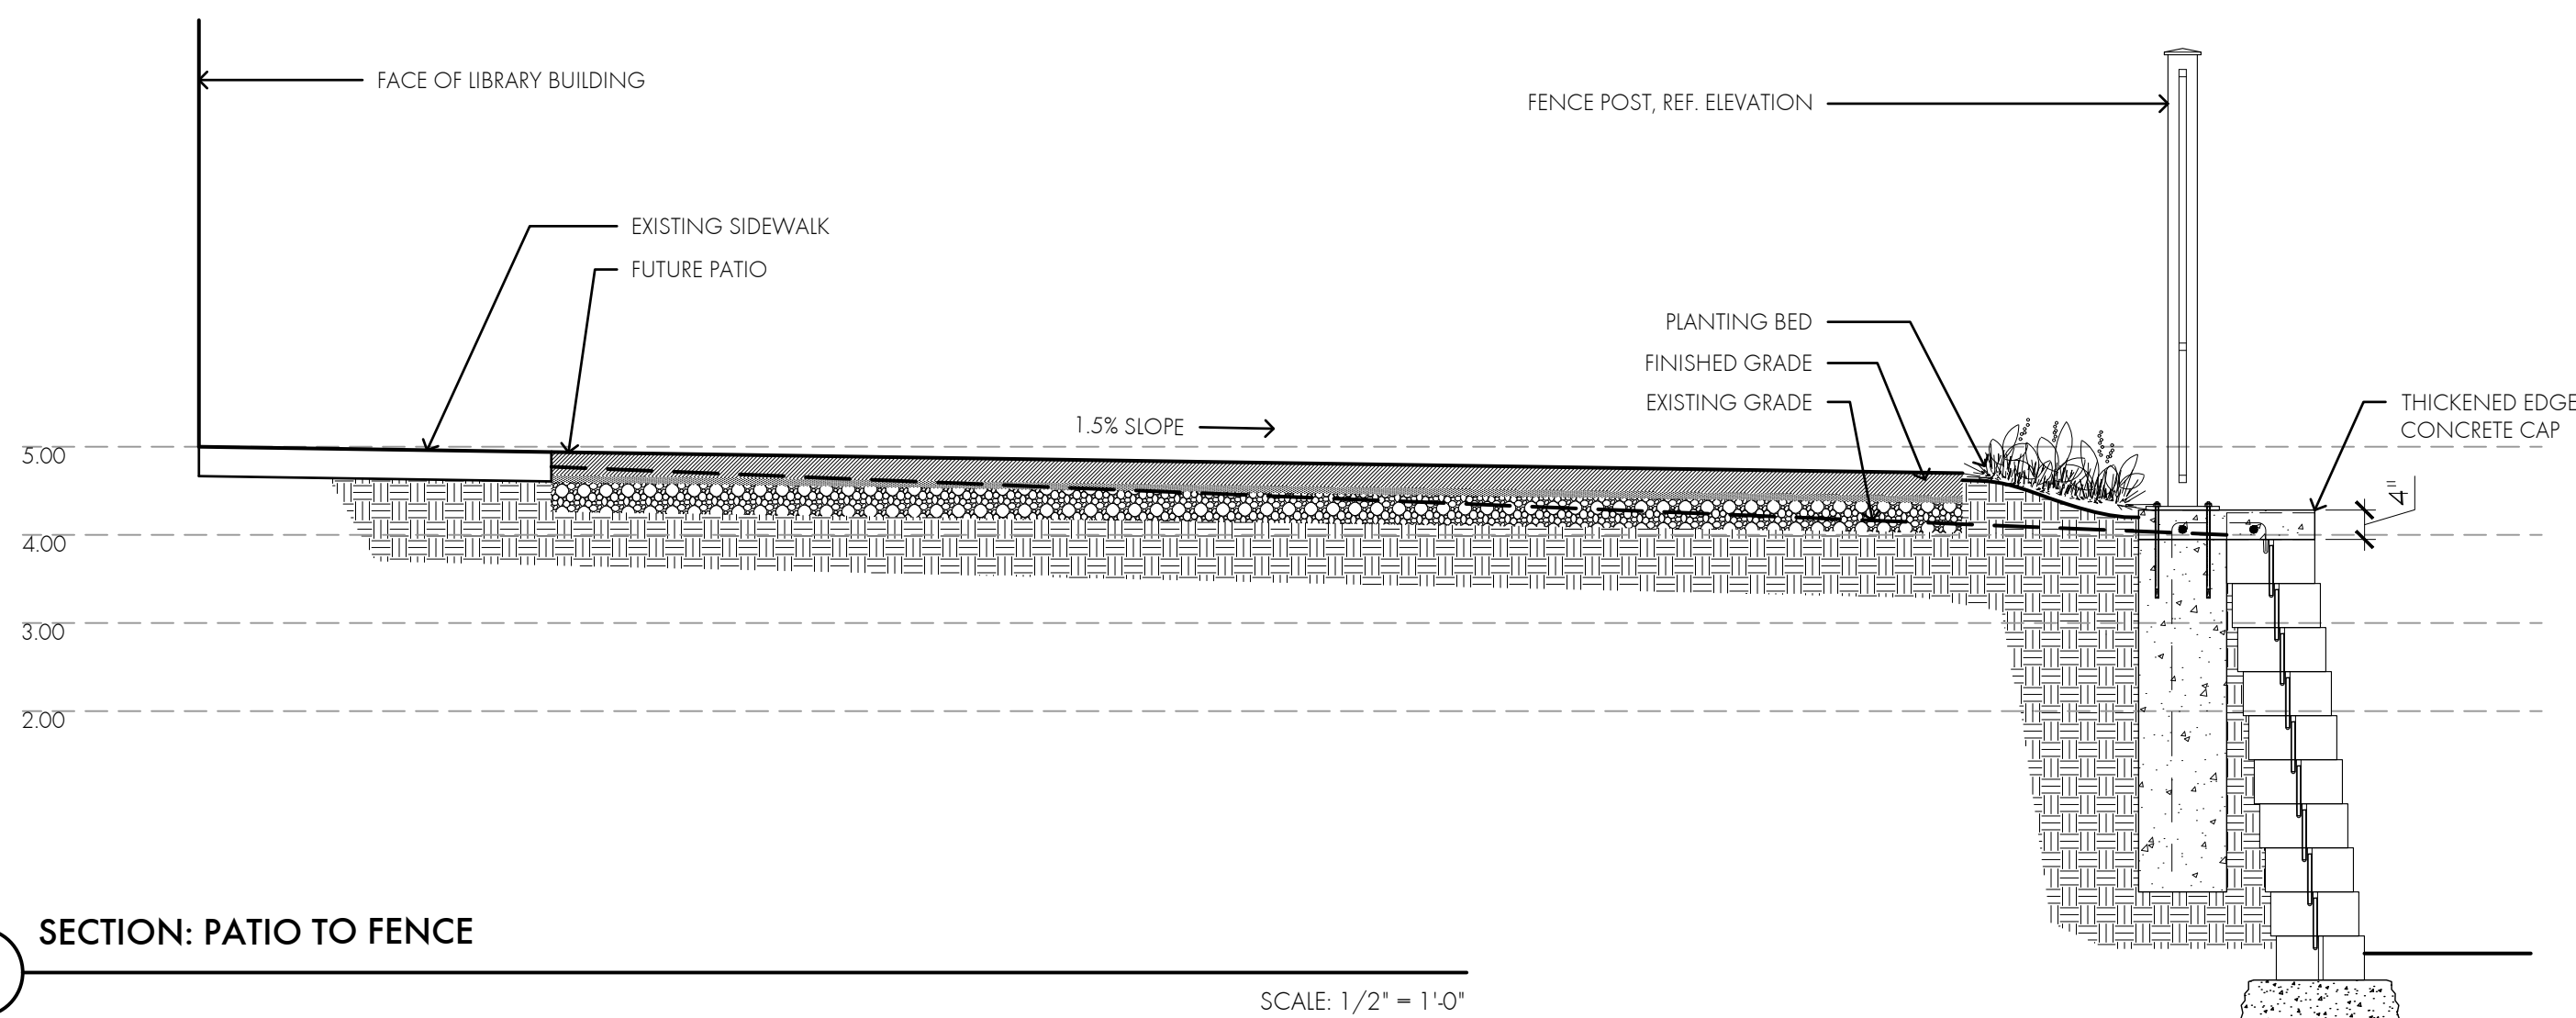 FACE OF LIBRARY BUILDING
FENCE POST, REF. ELEVATION
EXISTING SIDEWALK
FUTURE PATIO
PLANTING BED
FINISHED GRADE
EXISTING GRADE
THICKENED EDGE
CONCRETE CAP
1.5% SLOPE
5.00
4"
4.00
3.00
2.00
SECTION: PATIO TO FENCE
SCALE: 1/2" = 1'-0"